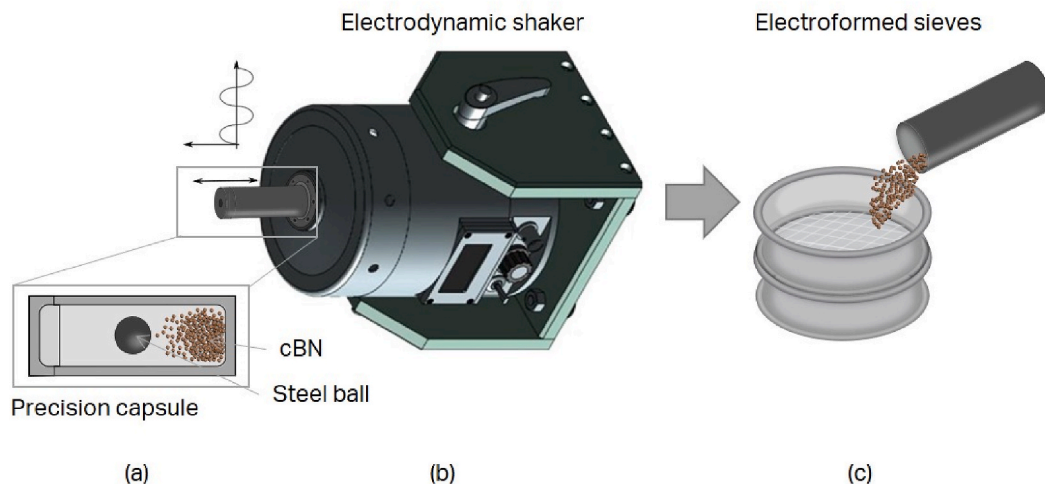 Electrodynamic shaker
Electroformed sieves
cBN
Steel ball
Precision capsule
(a)
(b)
(c)